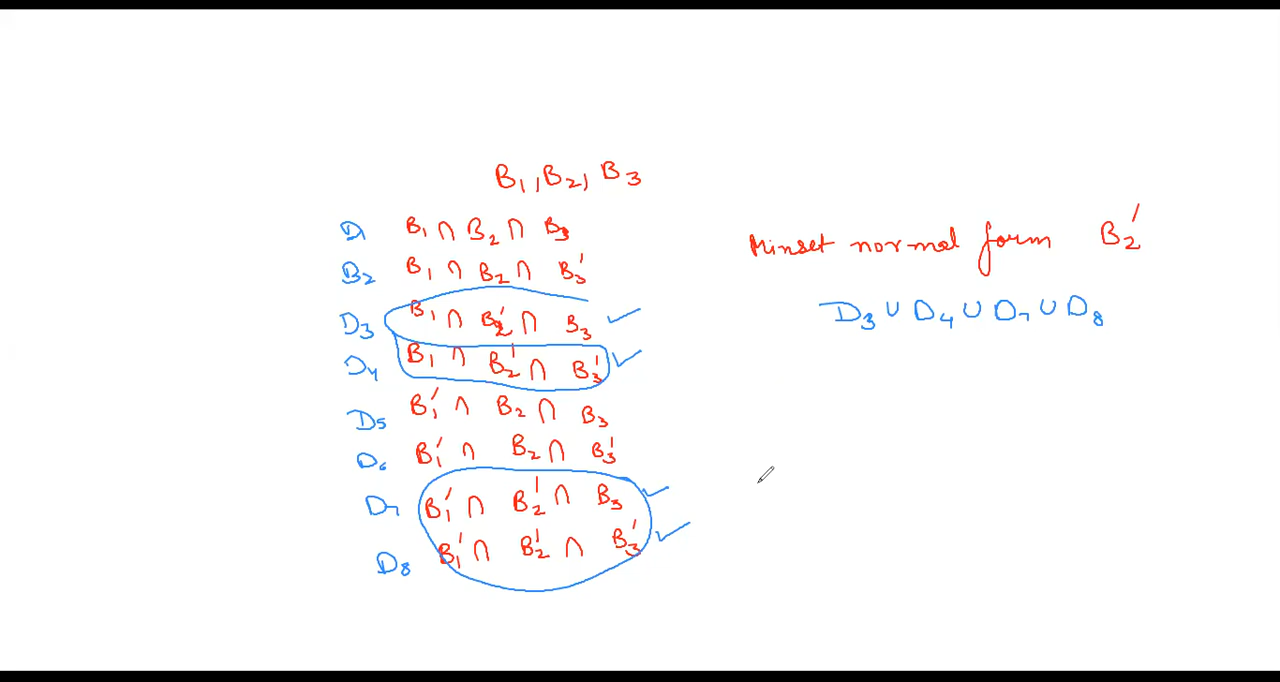 B₁, B₂, B₃
D₁ B₁ ∩ B₂ ∩ B₃
B₂ B₁ ∩ B₂ ∩ B₃'
D₃ B₁ ∩ B₂' ∩ B₃
D₄ B₁ ∩ B₂' ∩ B₃'
D₅ B₁' ∩ B₂ ∩ B₃
D₆ B₁' ∩ B₂ ∩ B₃'
D₇ B₁' ∩ B₂' ∩ B₃
D₈ B₁' ∩ B₂' ∩ B₃'
Minset normal form B₂'
D₃ ∪ D₄ ∪ D₇ ∪ D₈